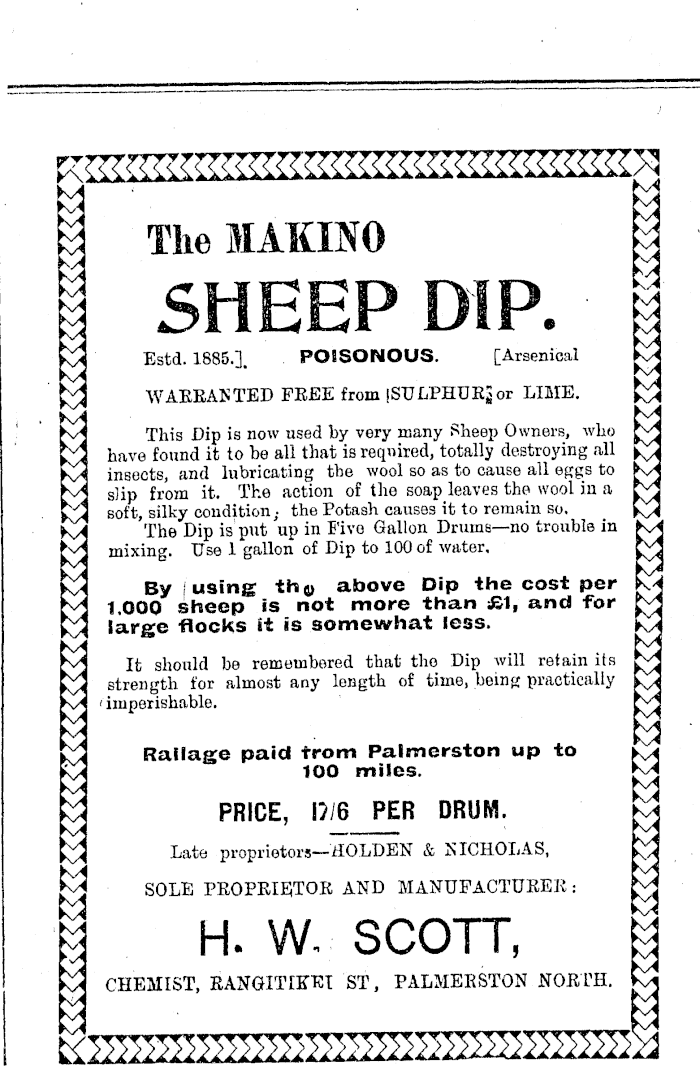 The MAKINO
SHEEP DIP.
Estd. 1885.]. POISONOUS. [Arsenical
WARRANTED FREE from SULPHUR, or LIME.
This Dip is now used by very many Sheep Owners, who
have found it to be all that is required, totally destroying all
insects, and lubricating the wool so as to cause all eggs to
slip from it. The action of the soap leaves the wool in a
soft, silky condition; the Potash causes it to remain so.
The Dip is put up in Five Gallon Drums—no trouble in
mixing. Use 1 gallon of Dip to 100 of water.
By using the above Dip the cost per
1,000 sheep is not more than £1, and for
large flocks it is somewhat less.
It should be remembered that the Dip will retain its
strength for almost any length of time, being practically
imperishable.
Railage paid from Palmerston up to
100 miles.
PRICE, 17/6 PER DRUM.
Late proprietors—HOLDEN & NICHOLAS,
SOLE PROPRIETOR AND MANUFACTURER:
H. W. SCOTT,
CHEMIST, RANGITIKEI ST, PALMERSTON NORTH.